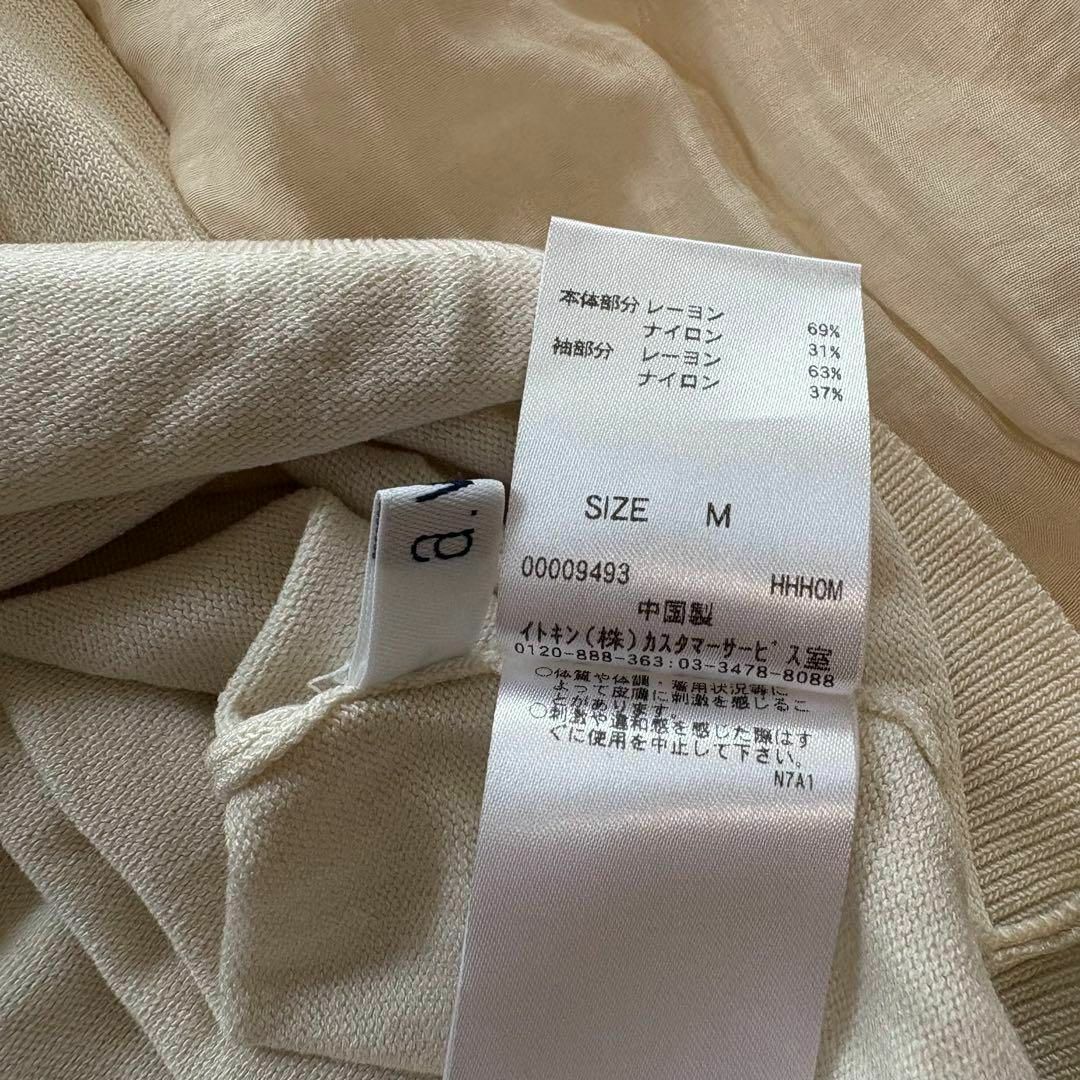 本体部分 レーヨン 69%
ナイロン 31%
袖部分 レーヨン 63%
ナイロン 37%
SIZE M
00009493 HHH0M
中国製
イトキン(株)カスタマーサービス室
0120-888-363:03-3478-8088
○体質や体調・着用状況等に
よって皮膚に刺激を感じるこ
とがあります
○刺激や違和感を感じた際はす
ぐに使用を中止して下さい。
N7A1
a.